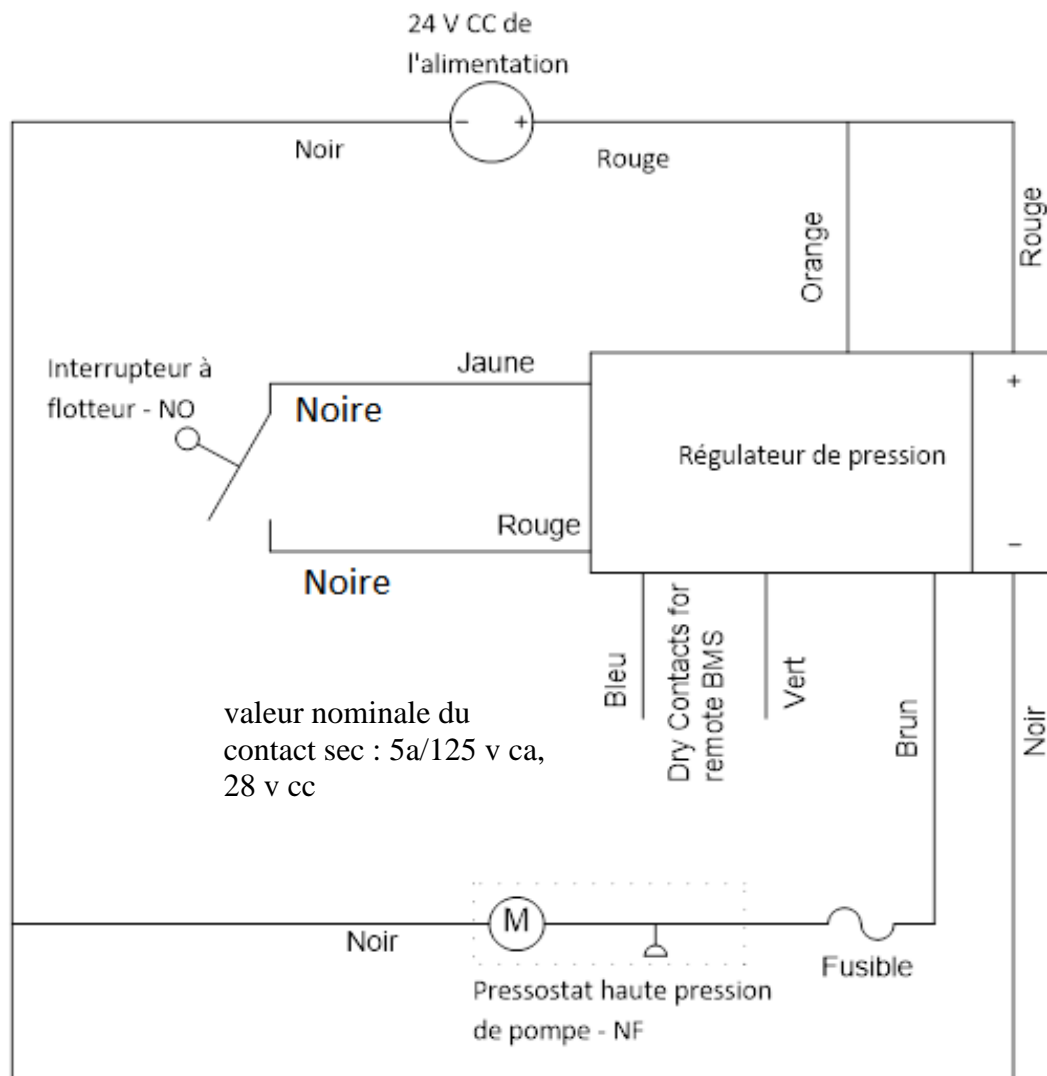 24 V CC de
l'alimentation
−
+
Noir
Rouge
Orange
Rouge
Interrupteur à
flotteur - NO
Jaune
Noire
Régulateur de pression
+
−
Rouge
Noire
Bleu
Dry Contacts for
remote BMS
Vert
Brun
Noir
valeur nominale du
contact sec : 5a/125 v ca,
28 v cc
Noir
M
Fusible
Pressostat haute pression
de pompe - NF